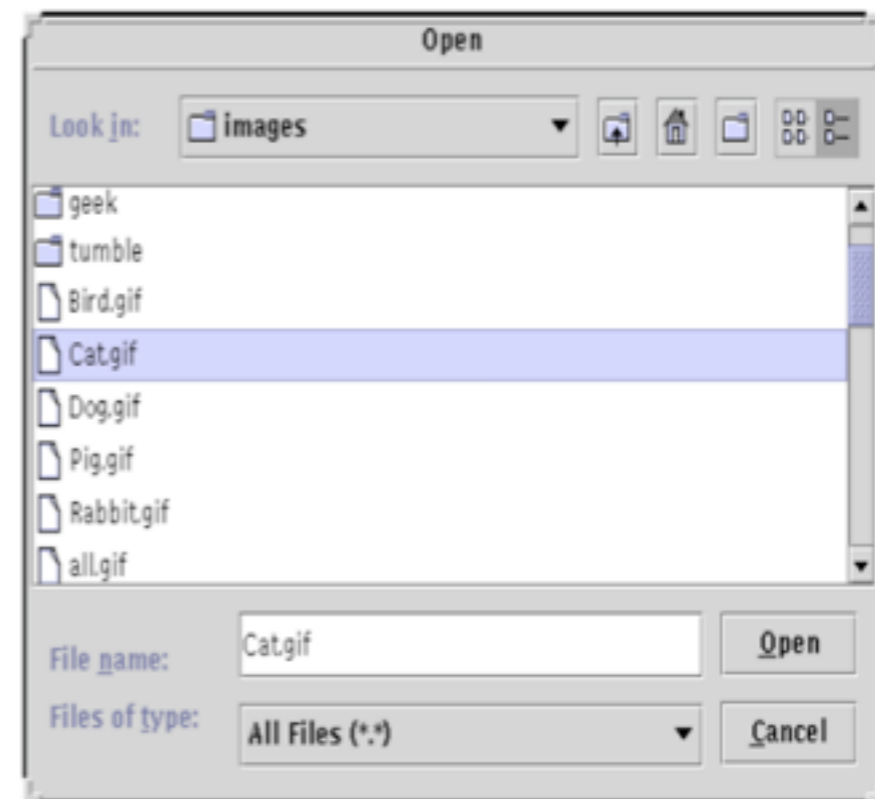 Open
Look in: images
geek
tumble
Bird.gif
Cat.gif
Dog.gif
Pig.gif
Rabbit.gif
all.gif
File name: Cat.gif Open
Files of type: All Files (*.*) Cancel